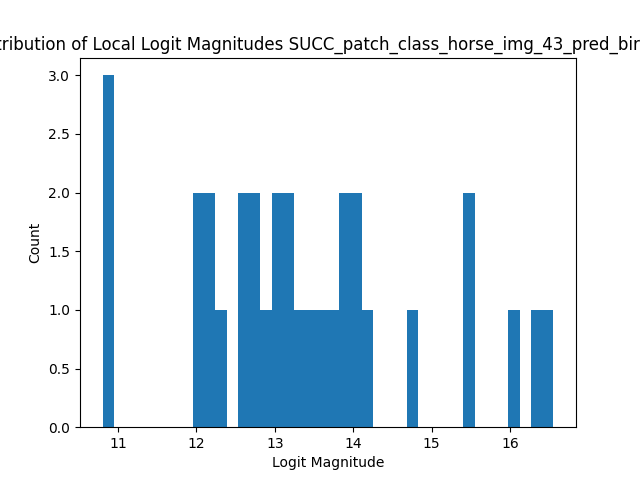 tribution of Local Logit Magnitudes SUCC_patch_class_horse_img_43_pred_bir
3.0
2.5
2.0
1.5
1.0
0.5
0.0
Count
11 12 13 14 15 16
Logit Magnitude